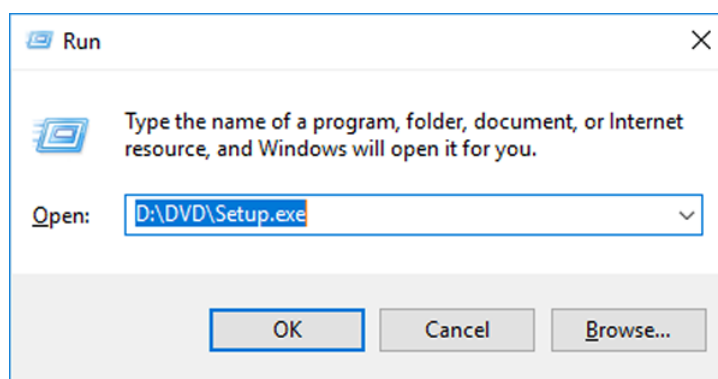 Run
Type the name of a program, folder, document, or Internet
resource, and Windows will open it for you.
Open: D:\DVD\Setup.exe
OK Cancel Browse...